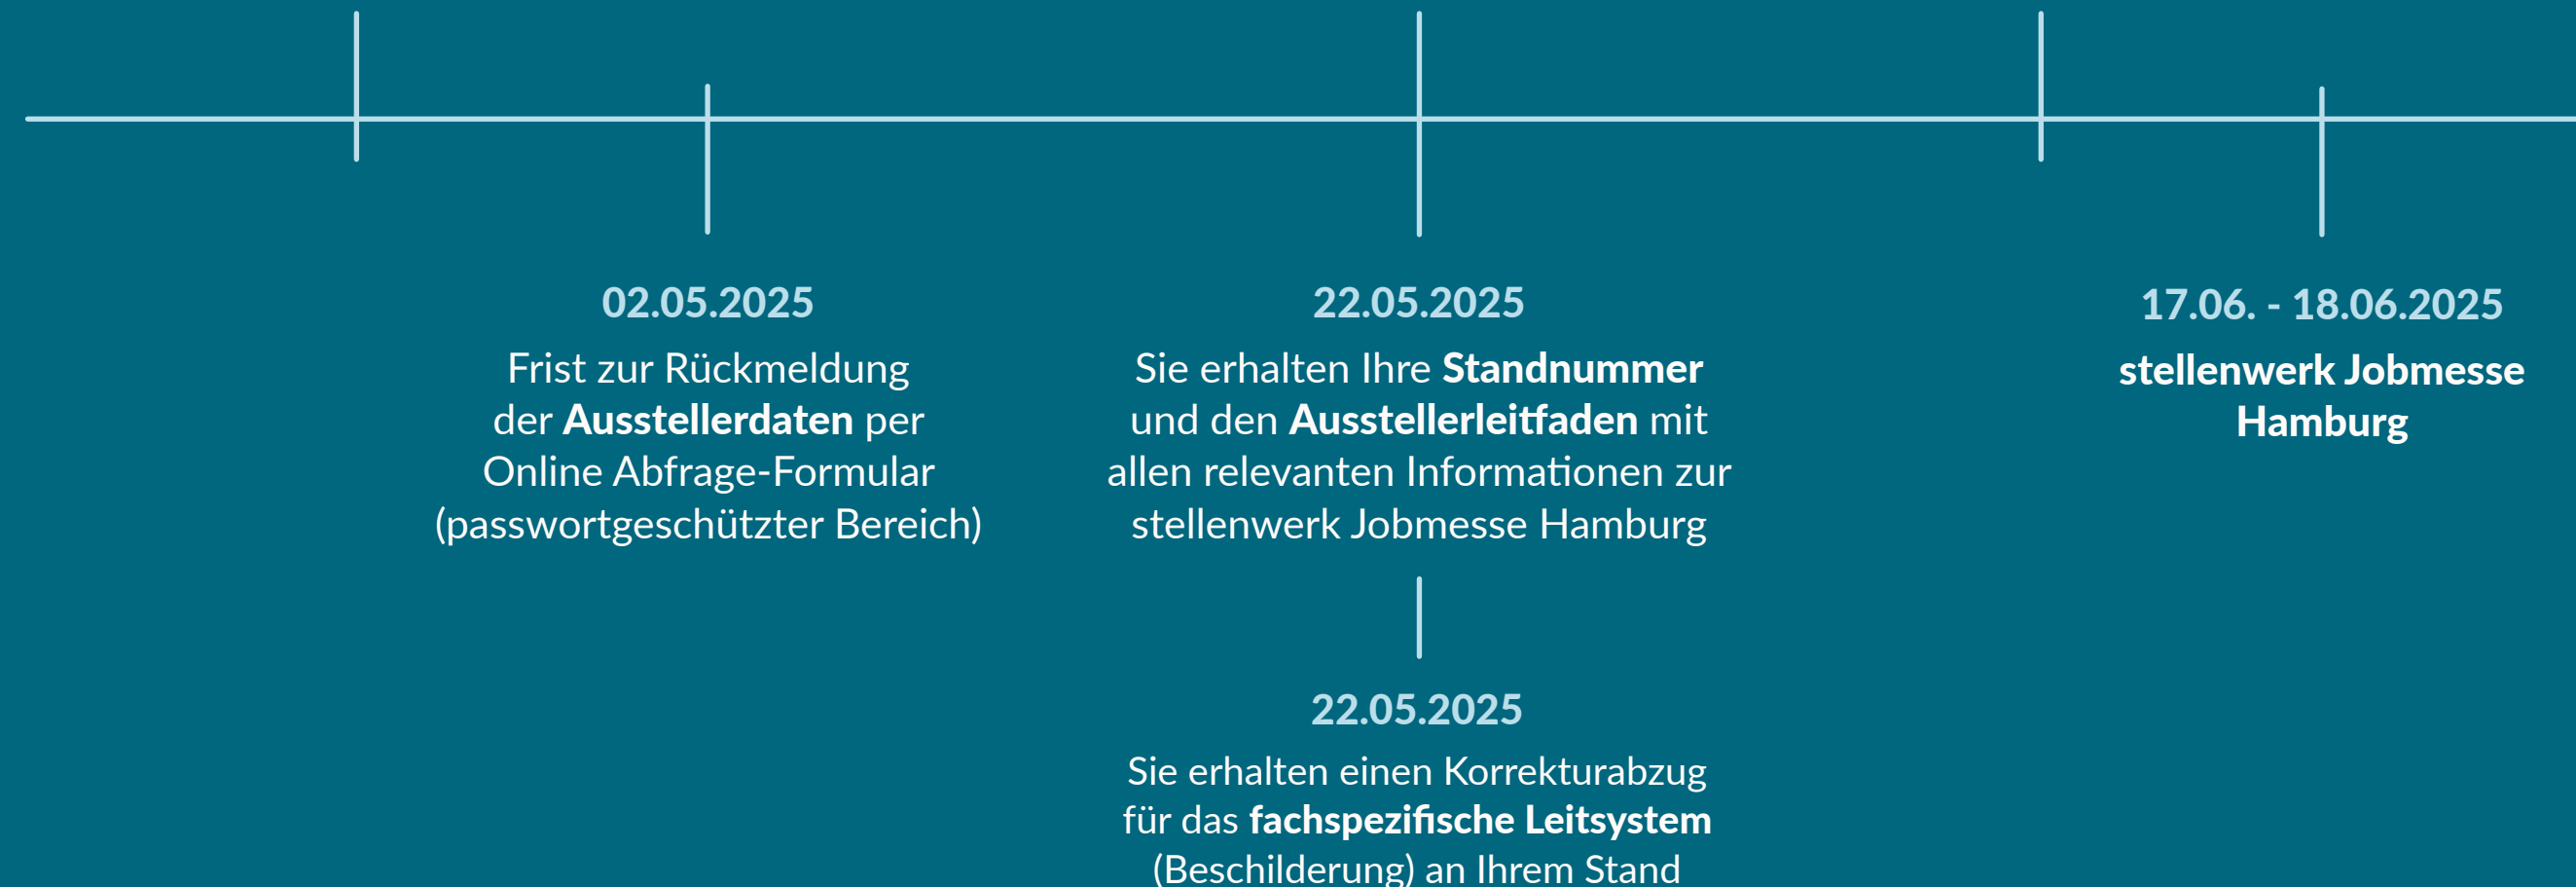 02.05.2025
Frist zur Rückmeldung
der Ausstellerdaten per
Online Abfrage-Formular
(passwortgeschützter Bereich)
22.05.2025
Sie erhalten Ihre Standnummer
und den Ausstellerleitfaden mit
allen relevanten Informationen zur
stellenwerk Jobmesse Hamburg
22.05.2025
Sie erhalten einen Korrekturabzug
für das fachspezifische Leitsystem
(Beschilderung) an Ihrem Stand
17.06. - 18.06.2025
stellenwerk Jobmesse
Hamburg